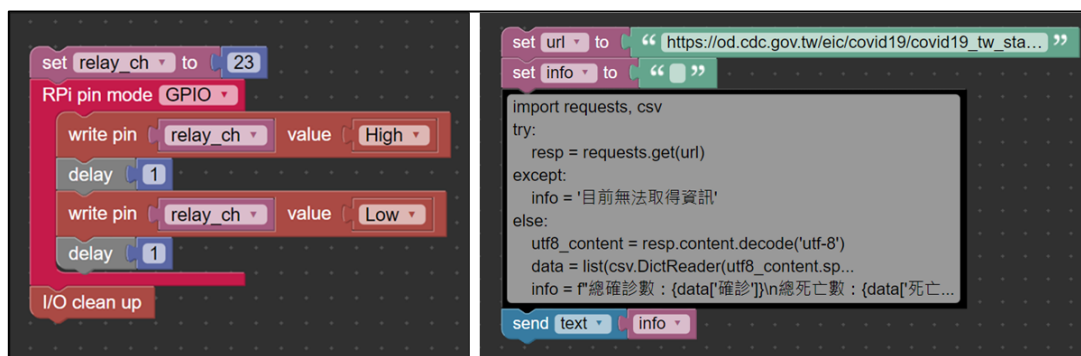 set relay_ch to 23
RPi pin mode GPIO
write pin relay_ch value High
delay 1
write pin relay_ch value Low
delay 1
I/O clean up
set url to “ https://od.cdc.gov.tw/eic/covid19/covid19_tw_sta... ”
set info to “ ”
import requests, csv
try:
resp = requests.get(url)
except:
info = '目前無法取得資訊'
else:
utf8_content = resp.content.decode('utf-8')
data = list(csv.DictReader(utf8_content.sp...
info = f"總確診數：{data['確診']}\n總死亡數：{data['死亡...
send text info